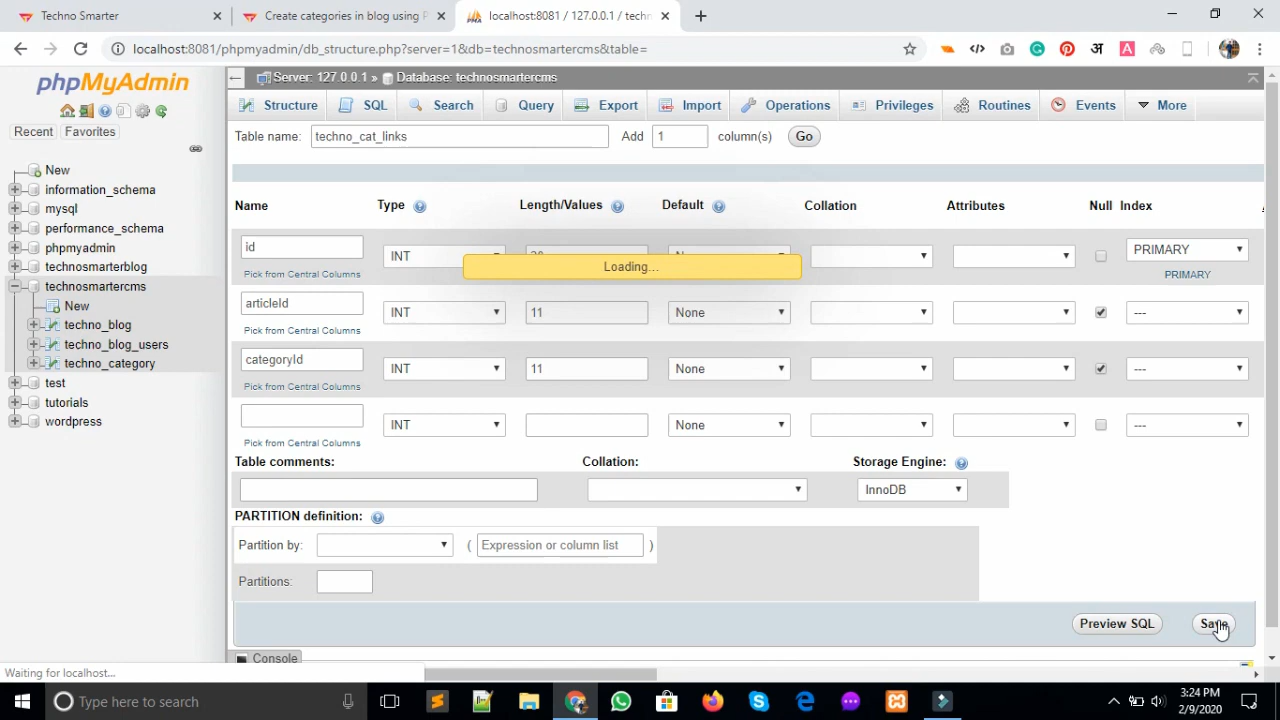 Techno Smarter
Create categories in blog using P
localhost:8081 / 127.0.0.1 / techn
localhost:8081/phpmyadmin/db_structure.php?server=1&db=technosmartercms&table=
phpMyAdmin
Recent Favorites
New
information_schema
mysql
performance_schema
phpmyadmin
technosmarterblog
technosmartercms
New
techno_blog
techno_blog_users
techno_category
test
tutorials
wordpress
Server: 127.0.0.1 » Database: technosmartercms
Structure SQL Search Query Export Import Operations Privileges Routines Events More
Table name: techno_cat_links Add 1 column(s) Go
Name Type Length/Values Default Collation Attributes Null Index
id INT PRIMARY
Pick from Central Columns PRIMARY
Loading...
articleId INT 11 None ---
Pick from Central Columns
categoryId INT 11 None ---
Pick from Central Columns
INT None ---
Pick from Central Columns
Table comments: Collation: Storage Engine:
InnoDB
PARTITION definition:
Partition by: ( Expression or column list )
Partitions:
Preview SQL Save
Console
Waiting for localhost...
Type here to search
3:24 PM
2/9/2020